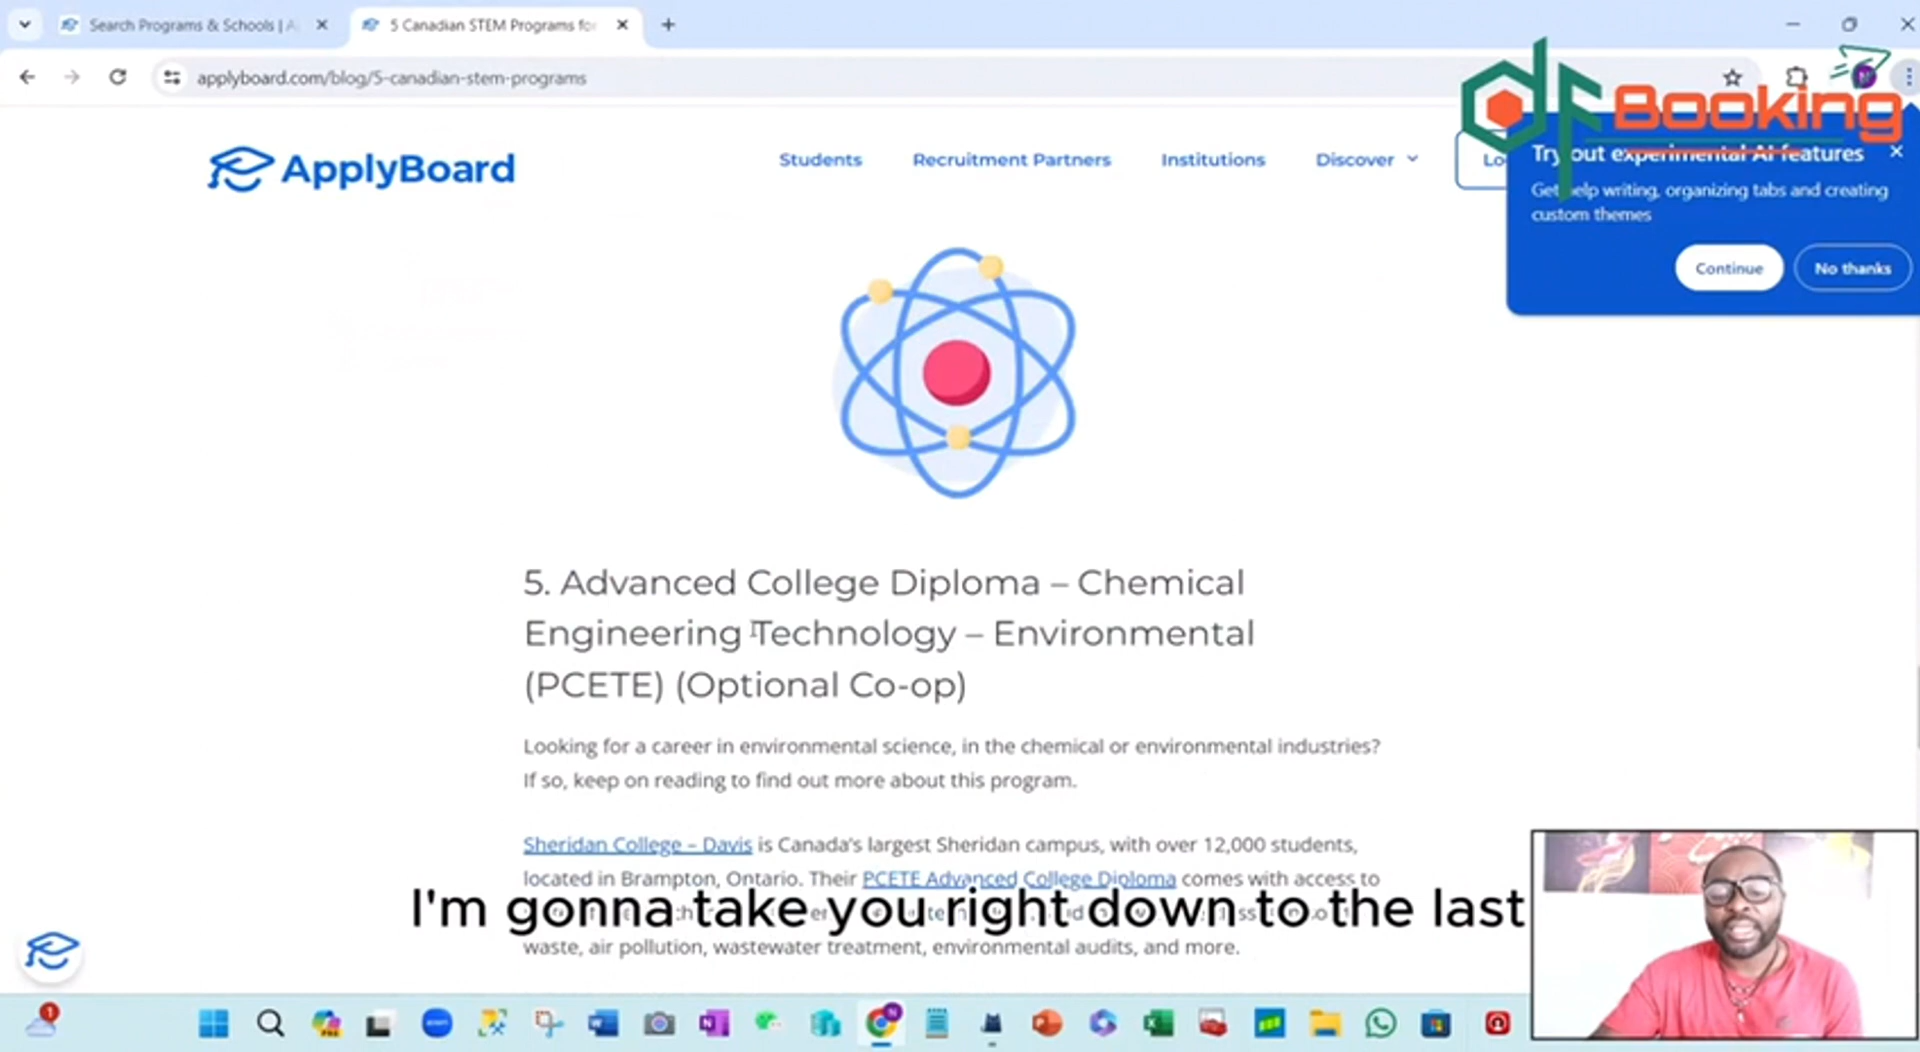 Search Programs & Schools | A
5 Canadian STEM Programs for
applyboard.com/blog/5-canadian-stem-programs
df Booking
ApplyBoard
Students
Recruitment Partners
Institutions
Discover
Lo
Try out experimental AI features
Get help writing, organizing tabs and creating
custom themes
Continue
No thanks
5. Advanced College Diploma – Chemical
Engineering Technology – Environmental
(PCETE) (Optional Co-op)
Looking for a career in environmental science, in the chemical or environmental industries?
If so, keep on reading to find out more about this program.
Sheridan College – Davis is Canada's largest Sheridan campus, with over 12,000 students,
located in Brampton, Ontario. Their PCETE Advanced College Diploma comes with access to
I'm gonna take you right down to the last
waste, air pollution, wastewater treatment, environmental audits, and more.
1